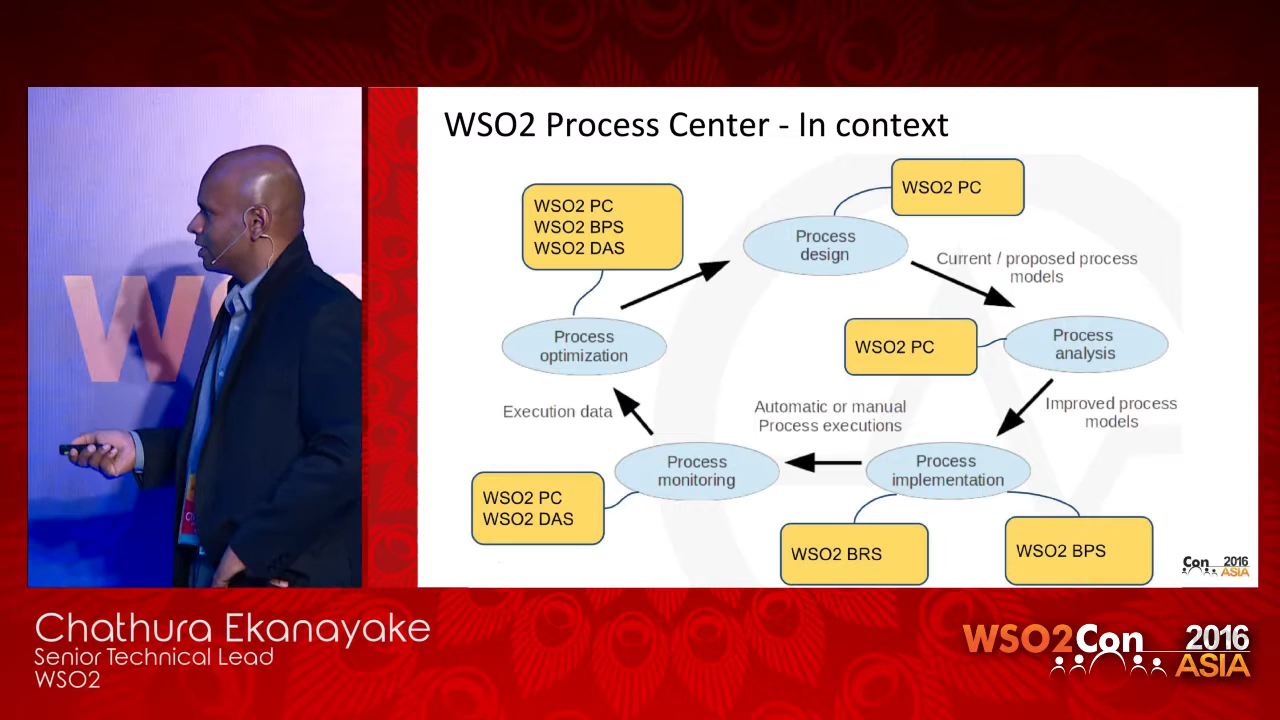 WSO2 Process Center - In context
WSO2 PC
WSO2 BPS
WSO2 DAS
WSO2 PC
Process
design
Current / proposed process
models
Process
optimization
WSO2 PC
Process
analysis
Execution data
Automatic or manual
Process executions
Improved process
models
Process
monitoring
Process
implementation
WSO2 PC
WSO2 DAS
WSO2 BRS
WSO2 BPS
Con 2016
ASIA
Chathura Ekanayake
Senior Technical Lead
WSO2
WSO2Con 2016
ASIA